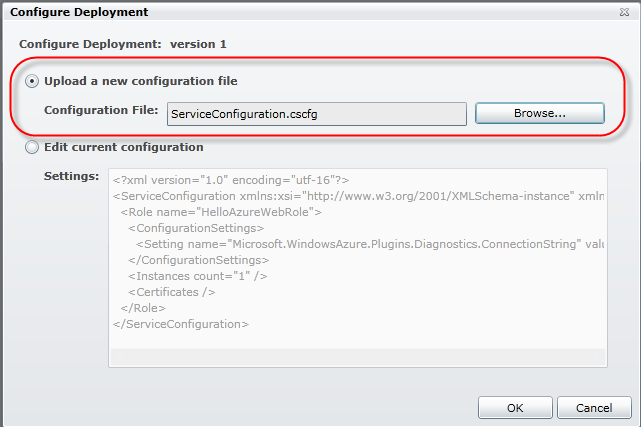 Configure Deployment
Configure Deployment: version 1
Upload a new configuration file
Configuration File: ServiceConfiguration.cscfg Browse...
Edit current configuration
Settings: <?xml version="1.0" encoding="utf-16"?>
<ServiceConfiguration xmlns:xsi="http://www.w3.org/2001/XMLSchema-instance" xmln
<Role name="HelloAzureWebRole">
<ConfigurationSettings>
<Setting name="Microsoft.WindowsAzure.Plugins.Diagnostics.ConnectionString" valu
</ConfigurationSettings>
<Instances count="1" />
<Certificates />
</Role>
</ServiceConfiguration>
OK Cancel